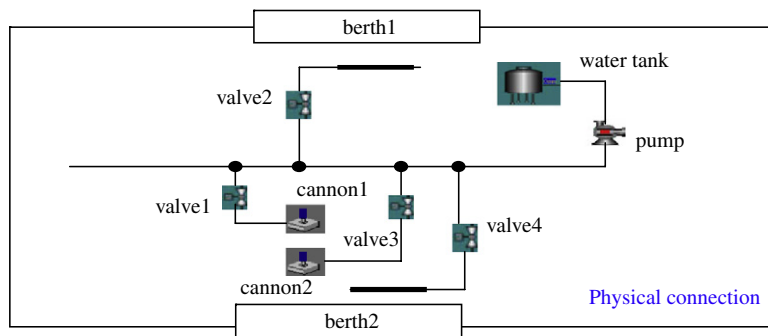 berth1
water tank
valve2
pump
cannon1
valve1
valve3
valve4
cannon2
Physical connection
berth2